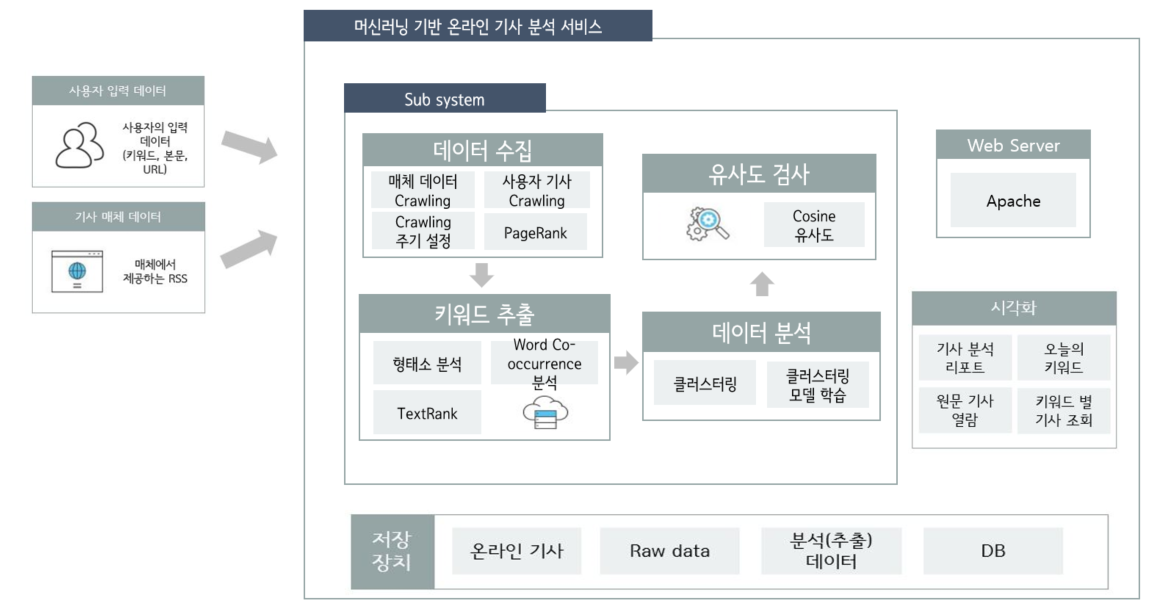 머신러닝 기반 온라인 기사 분석 서비스
사용자 입력 데이터
사용자의 입력
데이터
(키워드, 본문,
URL)
기사 매체 데이터
매체에서
제공하는 RSS
Sub system
데이터 수집
매체 데이터
Crawling
사용자 기사
Crawling
Crawling
주기 설정
PageRank
키워드 추출
형태소 분석
Word Co-
occurrence
분석
TextRank
데이터 분석
클러스터링
클러스터링
모델 학습
유사도 검사
Cosine
유사도
Web Server
Apache
시각화
기사 분석
리포트
오늘의
키워드
원문 기사
열람
키워드 별
기사 조회
저장
장치
온라인 기사
Raw data
분석(추출)
데이터
DB